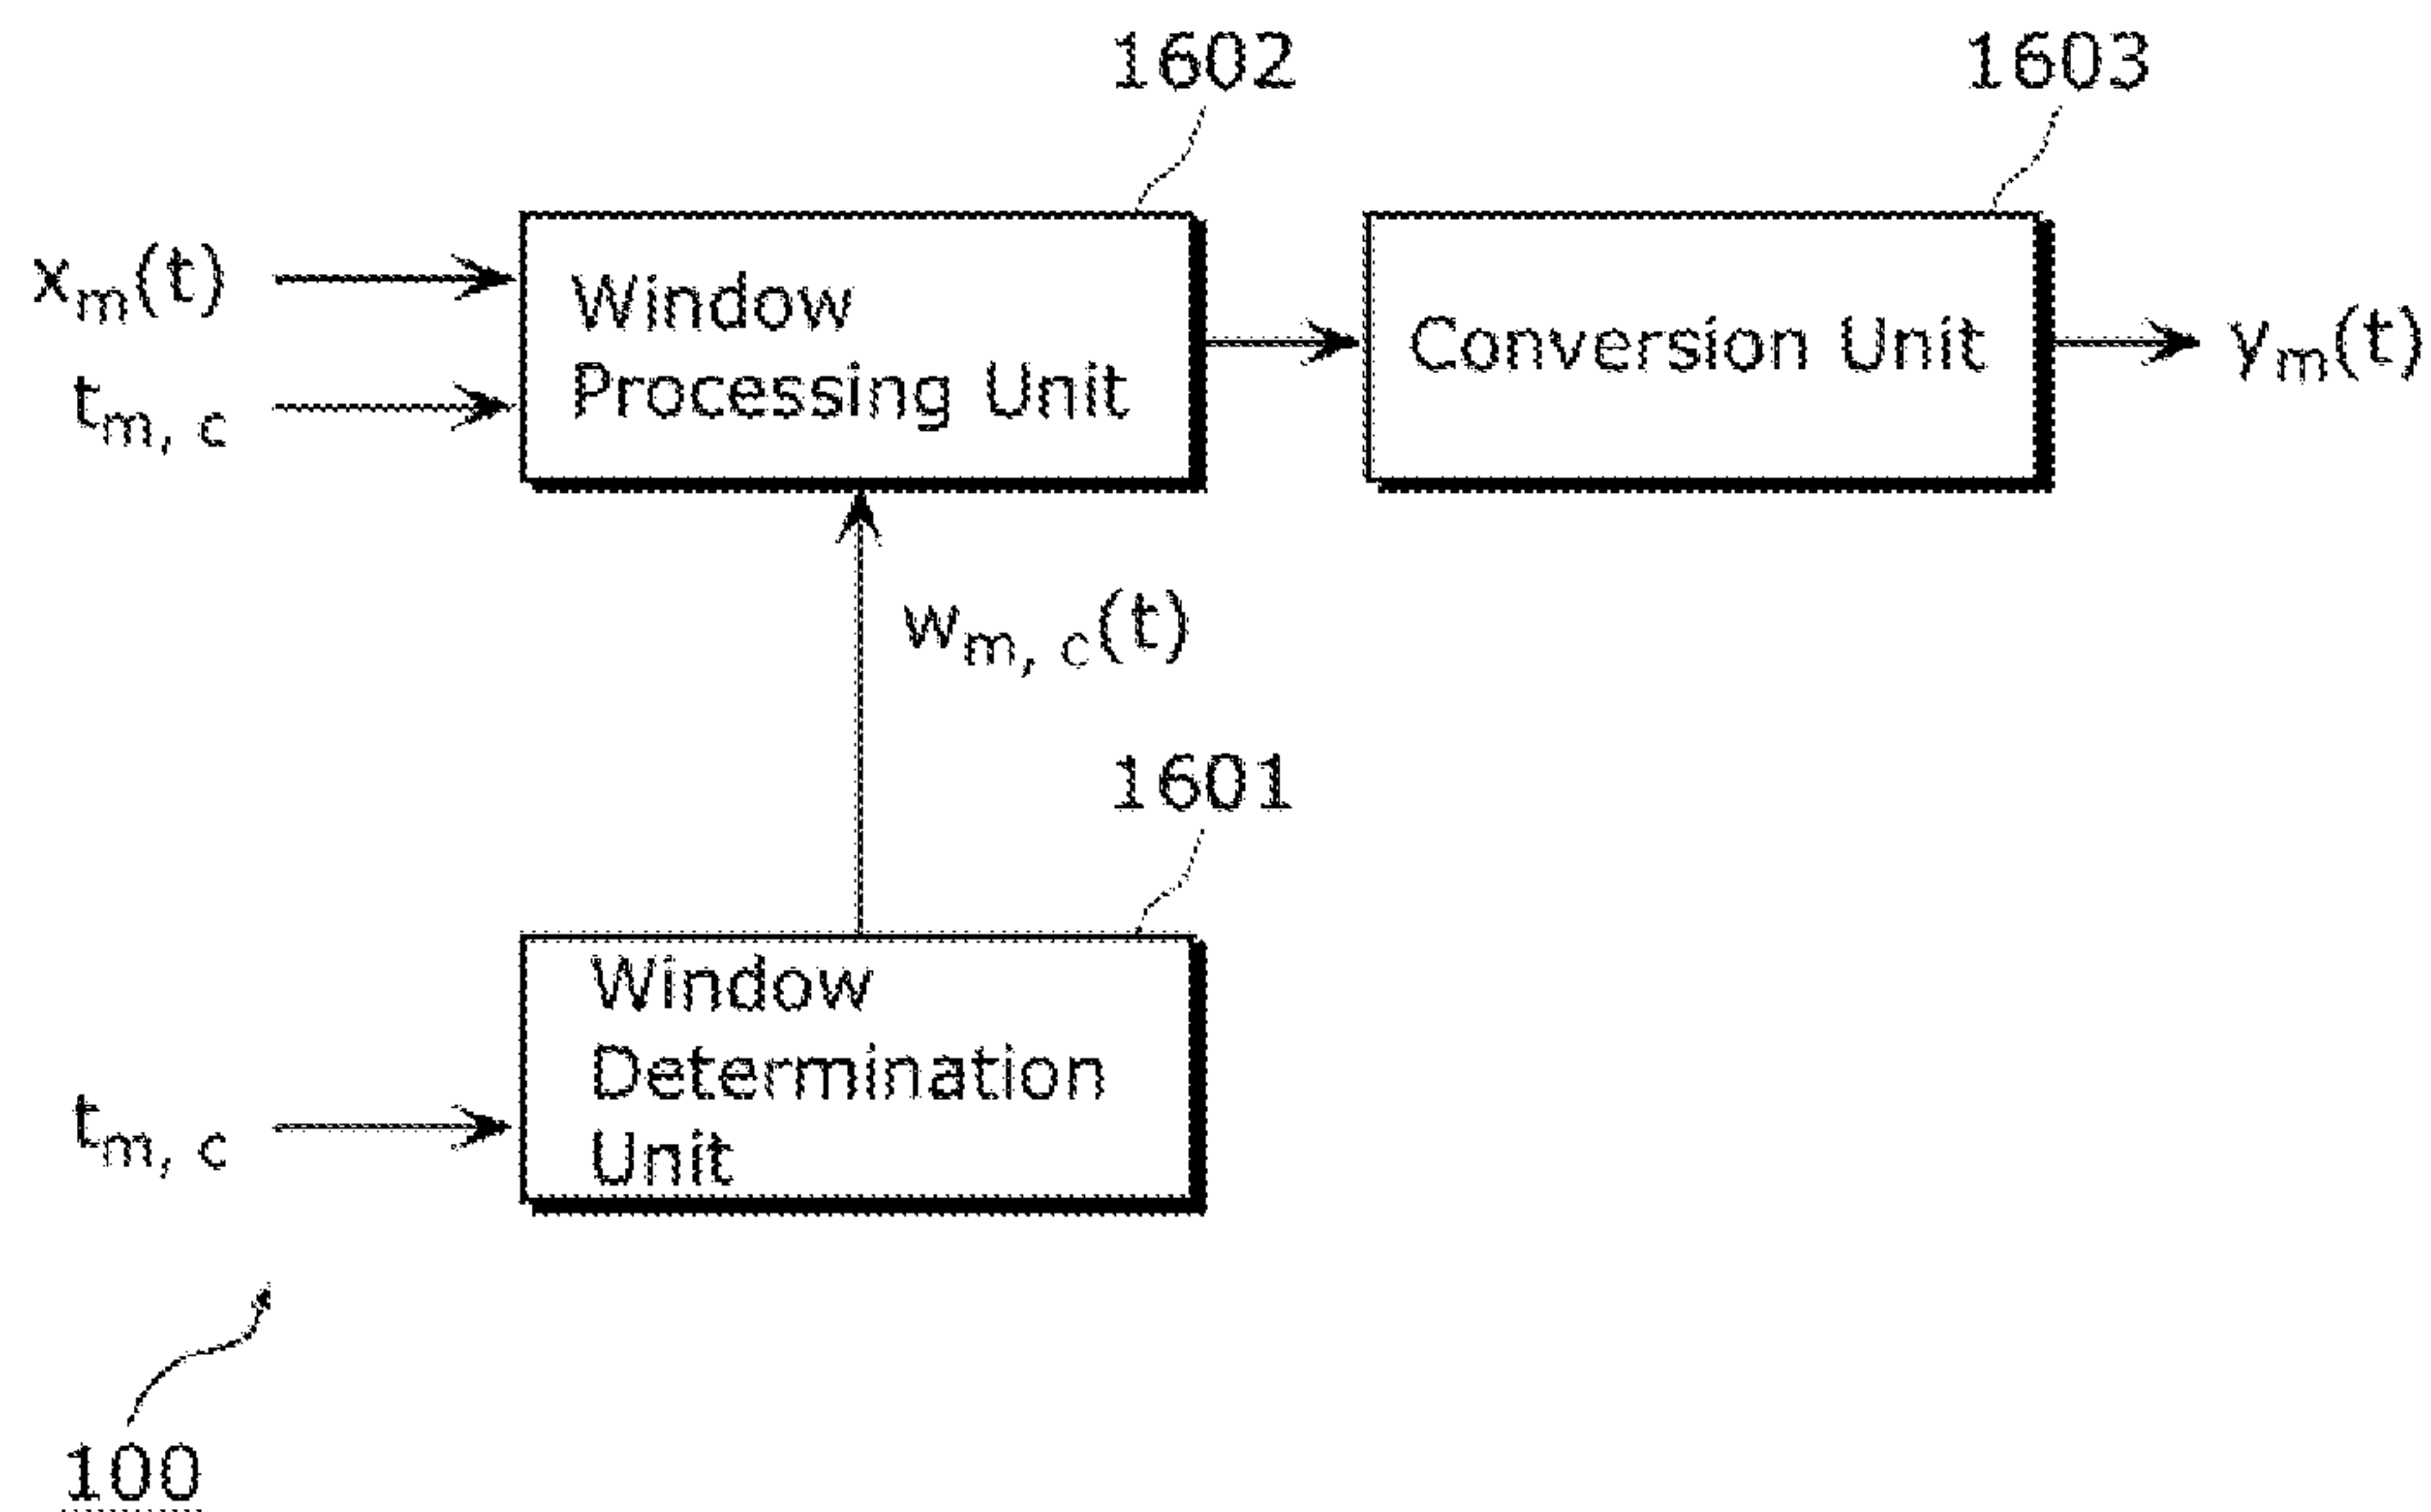 1602
1603
xm(t)
tm, c
Window
Processing Unit
Conversion Unit
ym(t)
wm, c(t)
1601
tm, c
Window
Determination
Unit
100